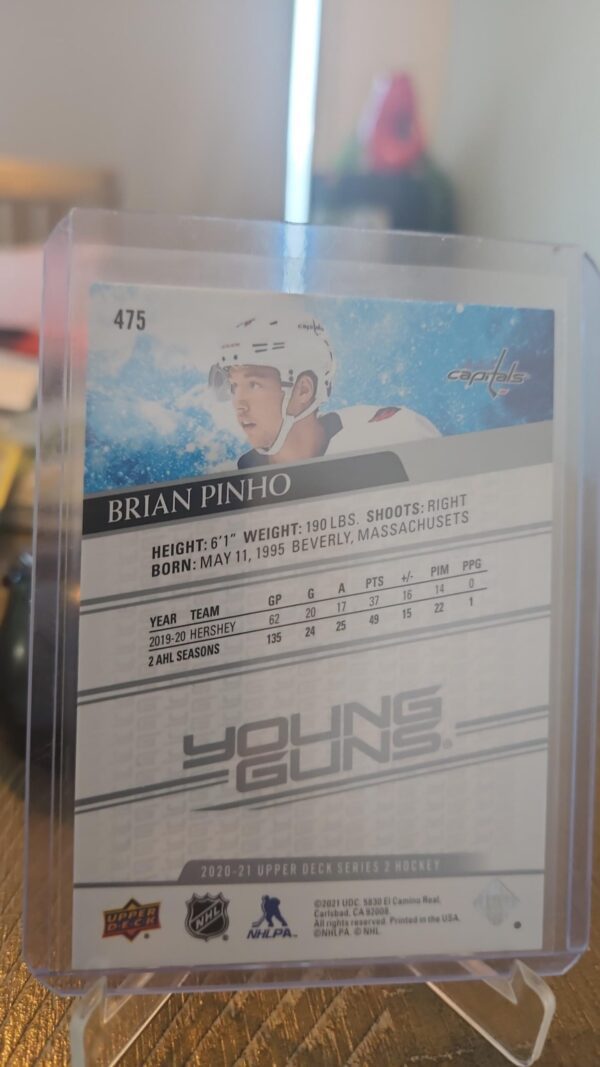 475
capitals
BRIAN PINHO
HEIGHT: 6'1" WEIGHT: 190 LBS. SHOOTS: RIGHT
BORN: MAY 11, 1995 BEVERLY, MASSACHUSETS
YEAR TEAM GP G A PTS +/- PIM PPG
2019-20 HERSHEY 62 20 17 37 16 14 0
2 AHL SEASONS 135 24 25 49 15 22 1
YOUNG
GUNS®
2020-21 UPPER DECK SERIES 2 HOCKEY
UPPER
DECK
NHL
NHLPA
©2021 UDC. 5830 El Camino Real,
Carlsbad, CA 92008.
All rights reserved. Printed in the USA.
©NHLPA © NHL